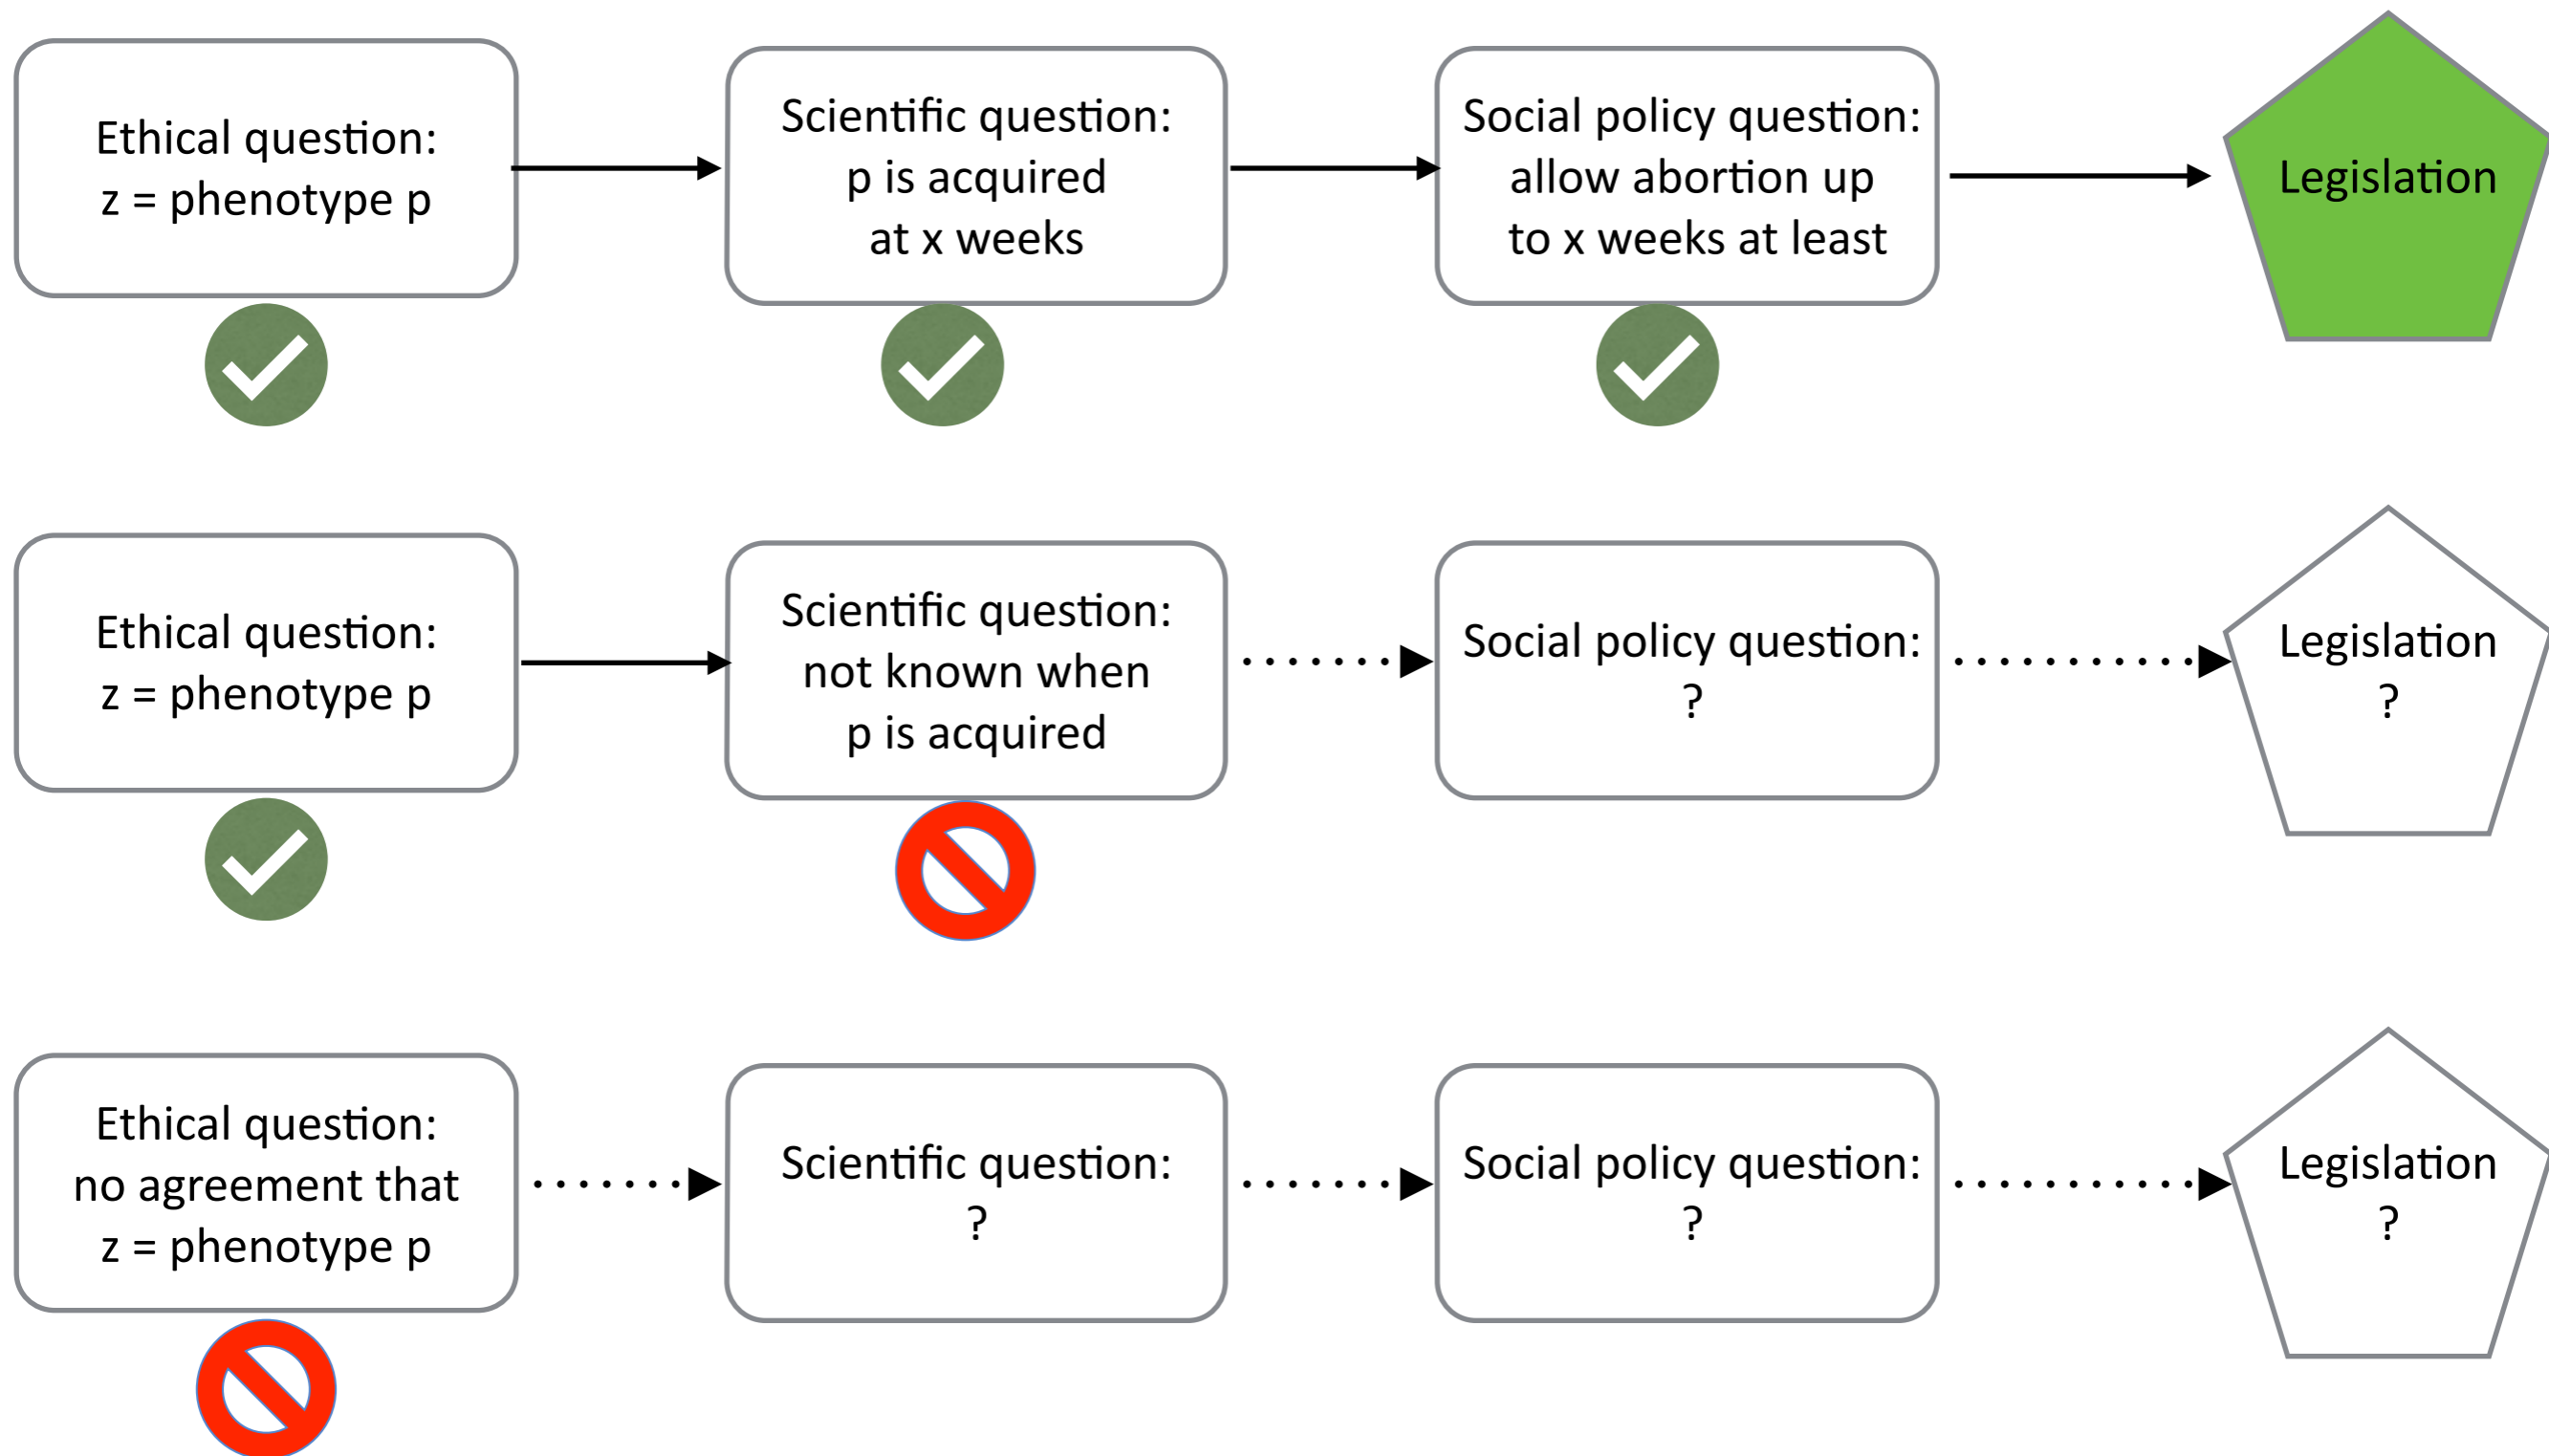 Ethical question:
z = phenotype p
Scientific question:
p is acquired
at x weeks
Social policy question:
allow abortion up
to x weeks at least
Legislation
Ethical question:
z = phenotype p
Scientific question:
not known when
p is acquired
Social policy question:
?
Legislation
?
Ethical question:
no agreement that
z = phenotype p
Scientific question:
?
Social policy question:
?
Legislation
?